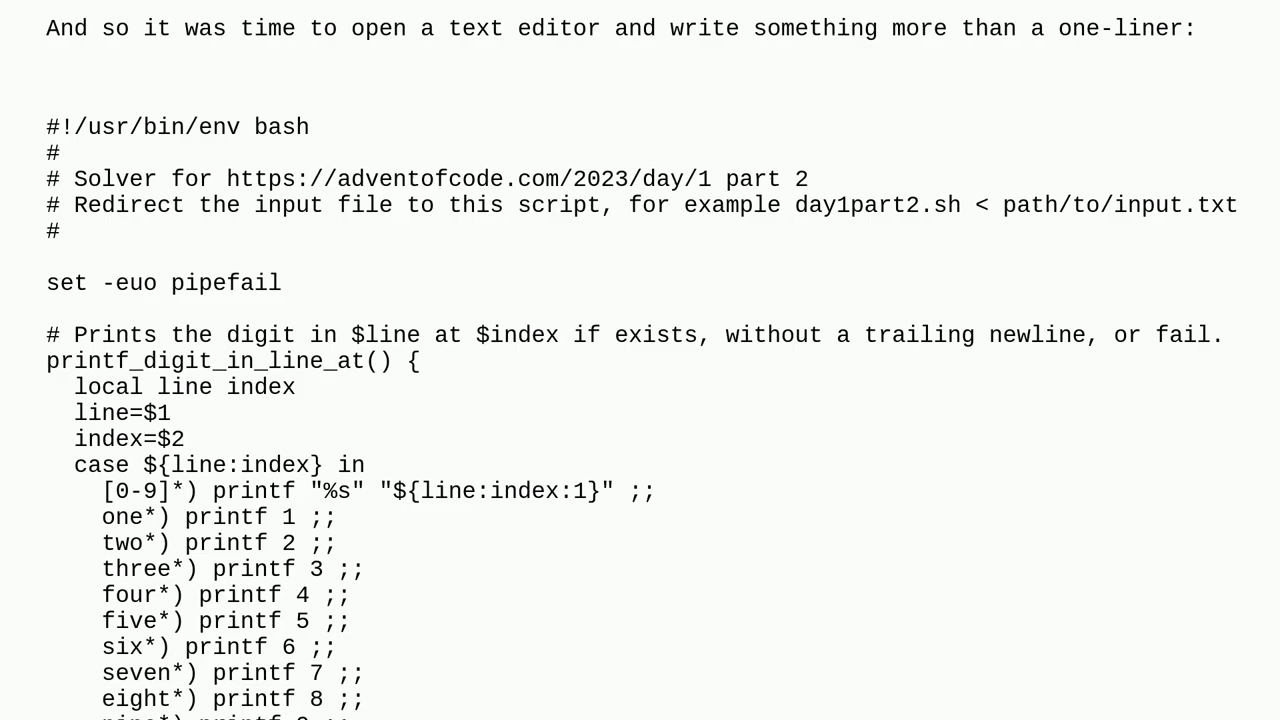 And so it was time to open a text editor and write something more than a one-liner:
#!/usr/bin/env bash
#
# Solver for https://adventofcode.com/2023/day/1 part 2
# Redirect the input file to this script, for example day1part2.sh < path/to/input.txt
#
set -euo pipefail
# Prints the digit in $line at $index if exists, without a trailing newline, or fail.
printf_digit_in_line_at() {
  local line index
  line=$1
  index=$2
  case ${line:index} in
    [0-9]*) printf "%s" "${line:index:1}" ;;
    one*) printf 1 ;;
    two*) printf 2 ;;
    three*) printf 3 ;;
    four*) printf 4 ;;
    five*) printf 5 ;;
    six*) printf 6 ;;
    seven*) printf 7 ;;
    eight*) printf 8 ;;